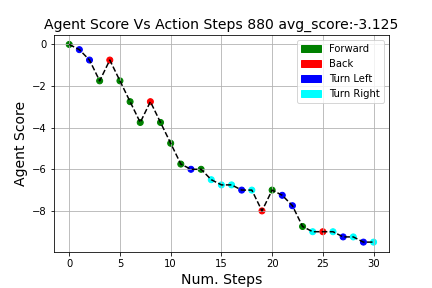 Agent Score Vs Action Steps 880 avg_score:-3.125
Forward
Back
Turn Left
Turn Right
Agent Score
0
−2
−4
−6
−8
0 5 10 15 20 25 30
Num. Steps